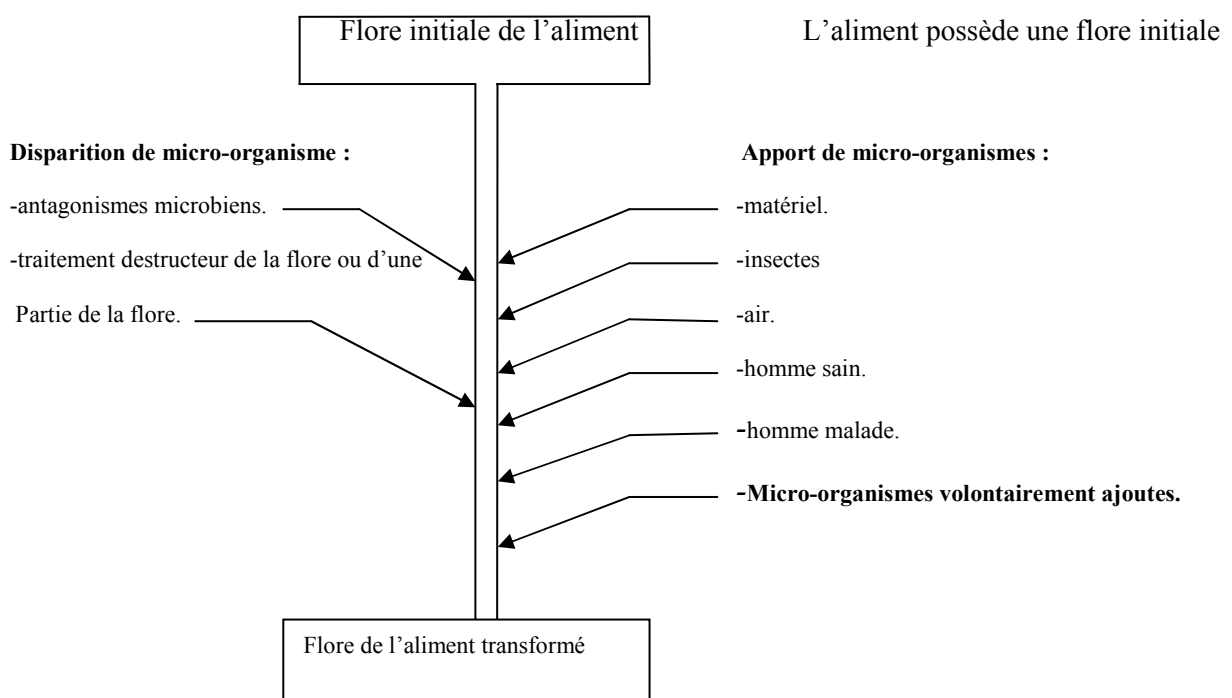 Flore initiale de l’aliment
L’aliment possède une flore initiale
Disparition de micro-organisme :
-antagonismes microbiens.
-traitement destructeur de la flore ou d’une
Partie de la flore.
Apport de micro-organismes :
-matériel.
-insectes
-air.
-homme sain.
-homme malade.
-Micro-organismes volontairement ajoutes.
Flore de l’aliment transformé